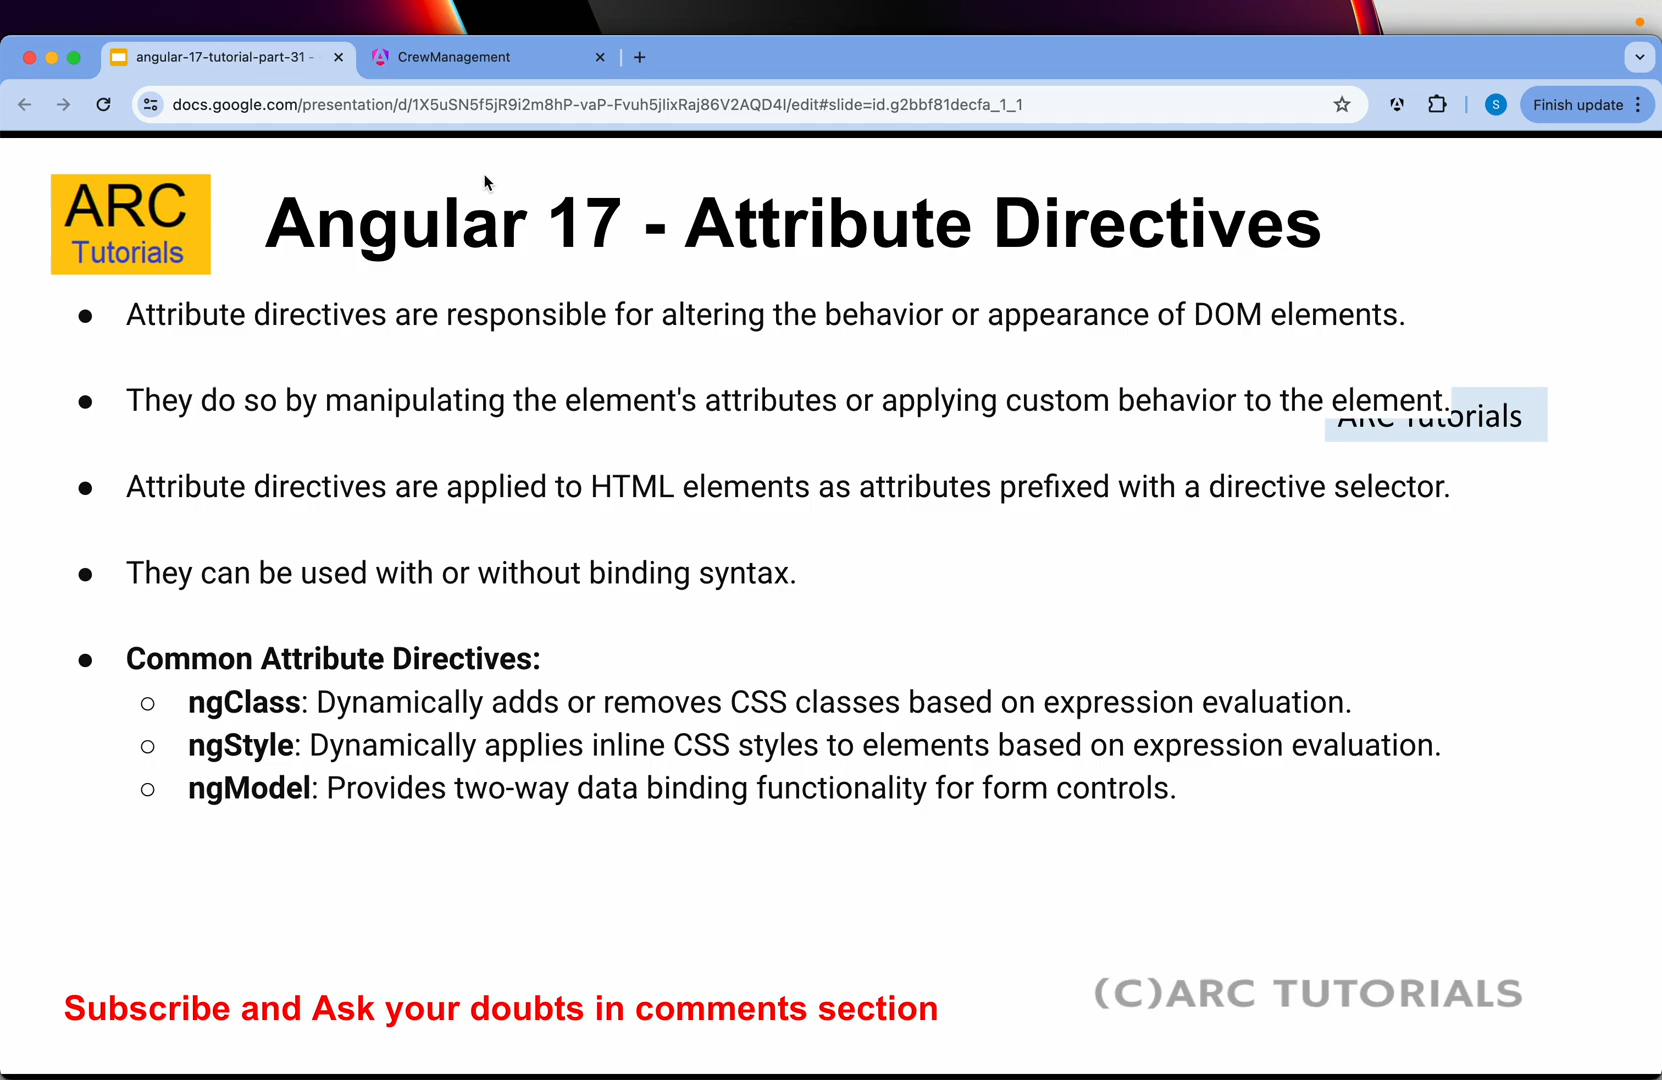 angular-17-tutorial-part-31 -
CrewManagement
docs.google.com/presentation/d/1X5uSN5f5jR9i2m8hP-vaP-Fvuh5jlixRaj86V2AQD4I/edit#slide=id.g2bbf81decfa_1_1
S
Finish update
ARC
Tutorials
Angular 17 - Attribute Directives
● Attribute directives are responsible for altering the behavior or appearance of DOM elements.
● They do so by manipulating the element's attributes or applying custom behavior to the element.
ARC Tutorials
● Attribute directives are applied to HTML elements as attributes prefixed with a directive selector.
● They can be used with or without binding syntax.
● Common Attribute Directives:
○ ngClass: Dynamically adds or removes CSS classes based on expression evaluation.
○ ngStyle: Dynamically applies inline CSS styles to elements based on expression evaluation.
○ ngModel: Provides two-way data binding functionality for form controls.
Subscribe and Ask your doubts in comments section
(C)ARC TUTORIALS